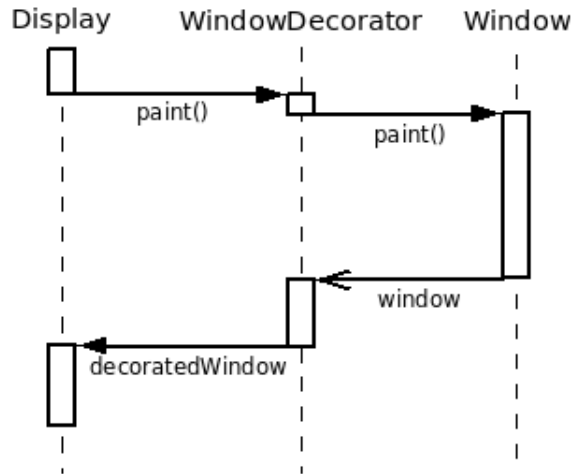 Display
WindowDecorator
Window
paint()
paint()
window
decoratedWindow